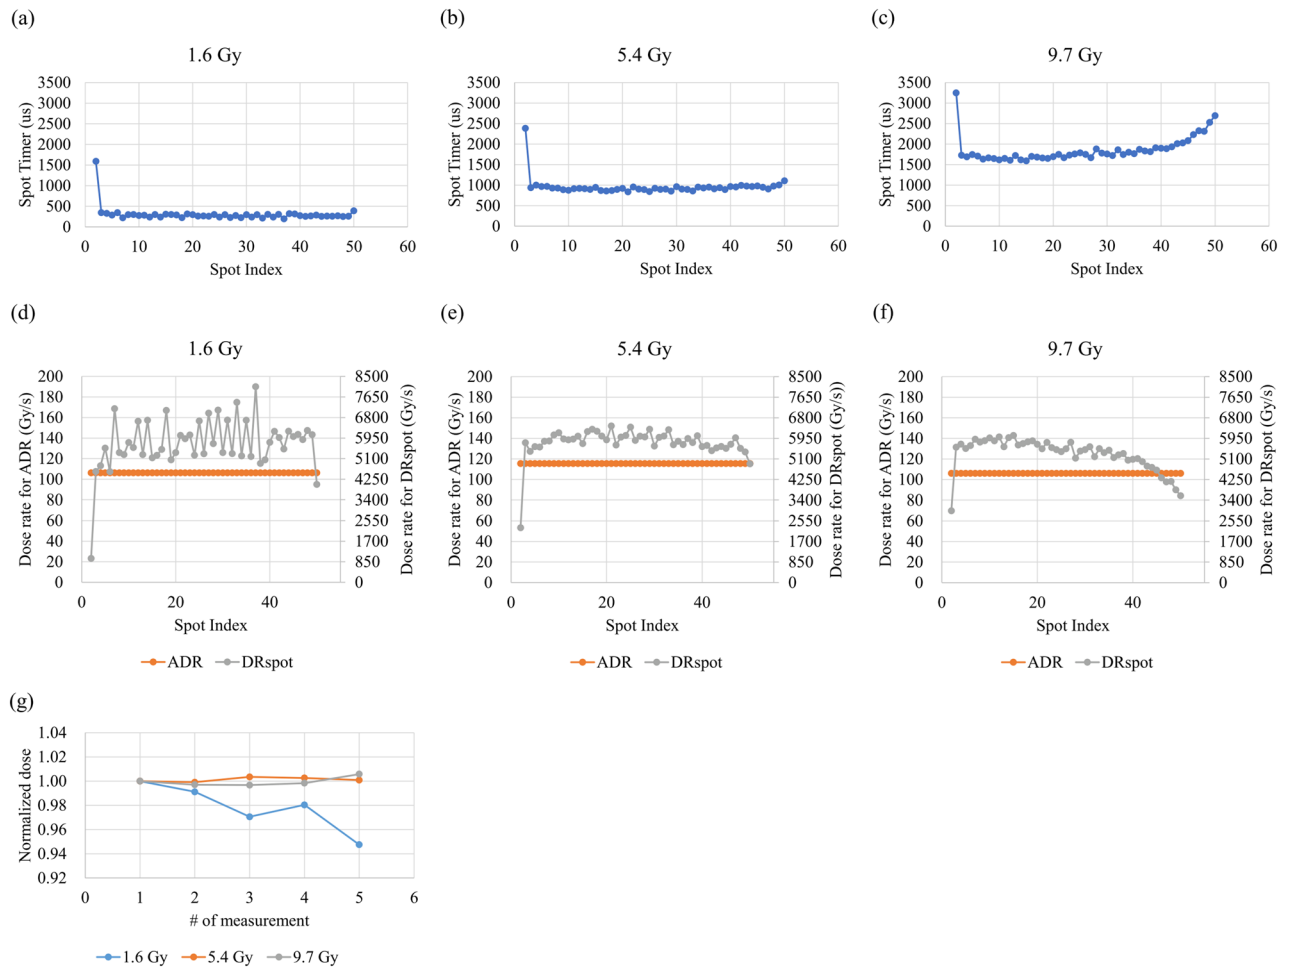 (a)
1.6 Gy
Spot Timer (us)
3500
3000
2500
2000
1500
1000
500
0
0 10 20 30 40 50 60
Spot Index
(b)
5.4 Gy
Spot Timer (us)
3500
3000
2500
2000
1500
1000
500
0
0 10 20 30 40 50 60
Spot Index
(c)
9.7 Gy
Spot Timer (us)
3500
3000
2500
2000
1500
1000
500
0
0 10 20 30 40 50 60
Spot Index
(d)
1.6 Gy
Dose rate for ADR (Gy/s)
200
180
160
140
120
100
80
60
40
20
0
8500
7650
6800
5950
5100
4250
3400
2550
1700
850
0
Dose rate for DRspot (Gy/s)
0 20 40
Spot Index
ADR DRspot
(e)
5.4 Gy
Dose rate for ADR (Gy/s)
200
180
160
140
120
100
80
60
40
20
0
8500
7650
6800
5950
5100
4250
3400
2550
1700
850
0
Dose rate for DRspot (Gy/s))
0 20 40
Spot Index
ADR DRspot
(f)
9.7 Gy
Dose rate for ADR (Gy/s)
200
180
160
140
120
100
80
60
40
20
0
8500
7650
6800
5950
5100
4250
3400
2550
1700
850
0
Dose rate for DRspot (Gy/s)
0 20 40
Spot Index
ADR DRspot
(g)
Normalized dose
1.04
1.02
1.00
0.98
0.96
0.94
0.92
0 1 2 3 4 5 6
# of measurement
1.6 Gy 5.4 Gy 9.7 Gy